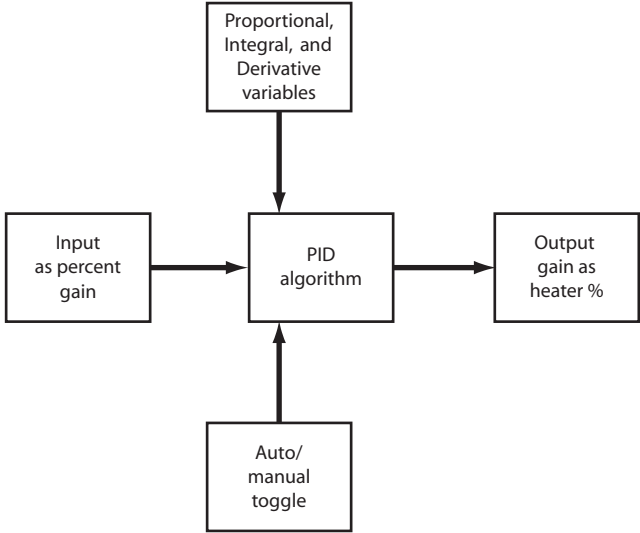 Proportional,
Integral, and
Derivative
variables
Input
as percent
gain
PID
algorithm
Output
gain as
heater %
Auto/
manual
toggle